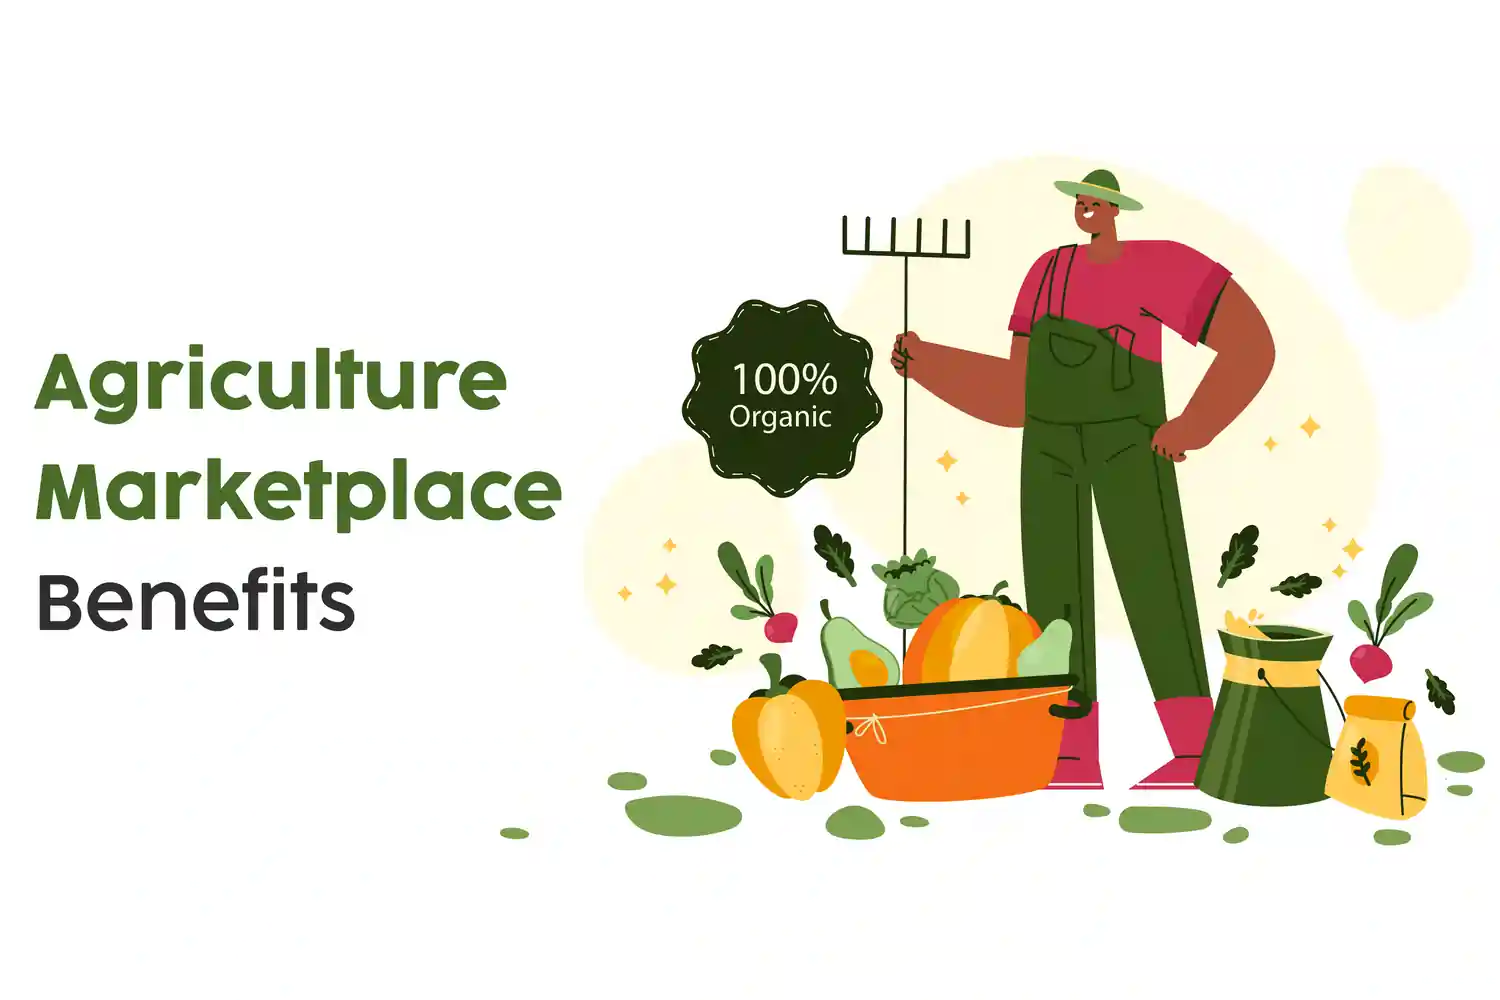 Agriculture
Marketplace
Benefits
100%
Organic